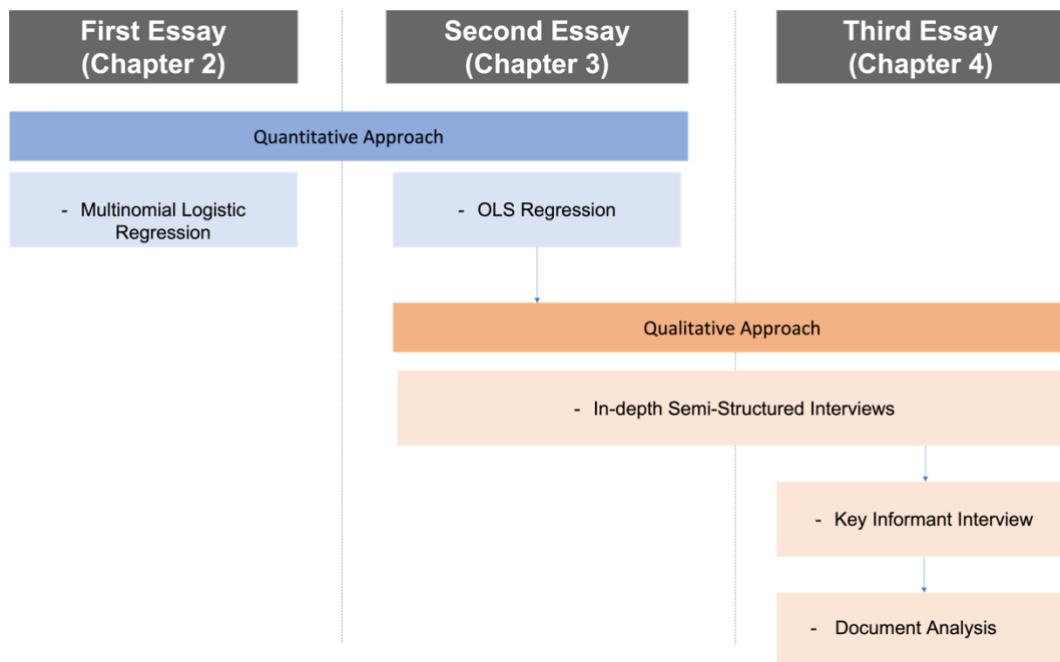 First Essay
(Chapter 2)
Second Essay
(Chapter 3)
Third Essay
(Chapter 4)
Quantitative Approach
- Multinomial Logistic
Regression
- OLS Regression
Qualitative Approach
- In-depth Semi-Structured Interviews
- Key Informant Interview
- Document Analysis